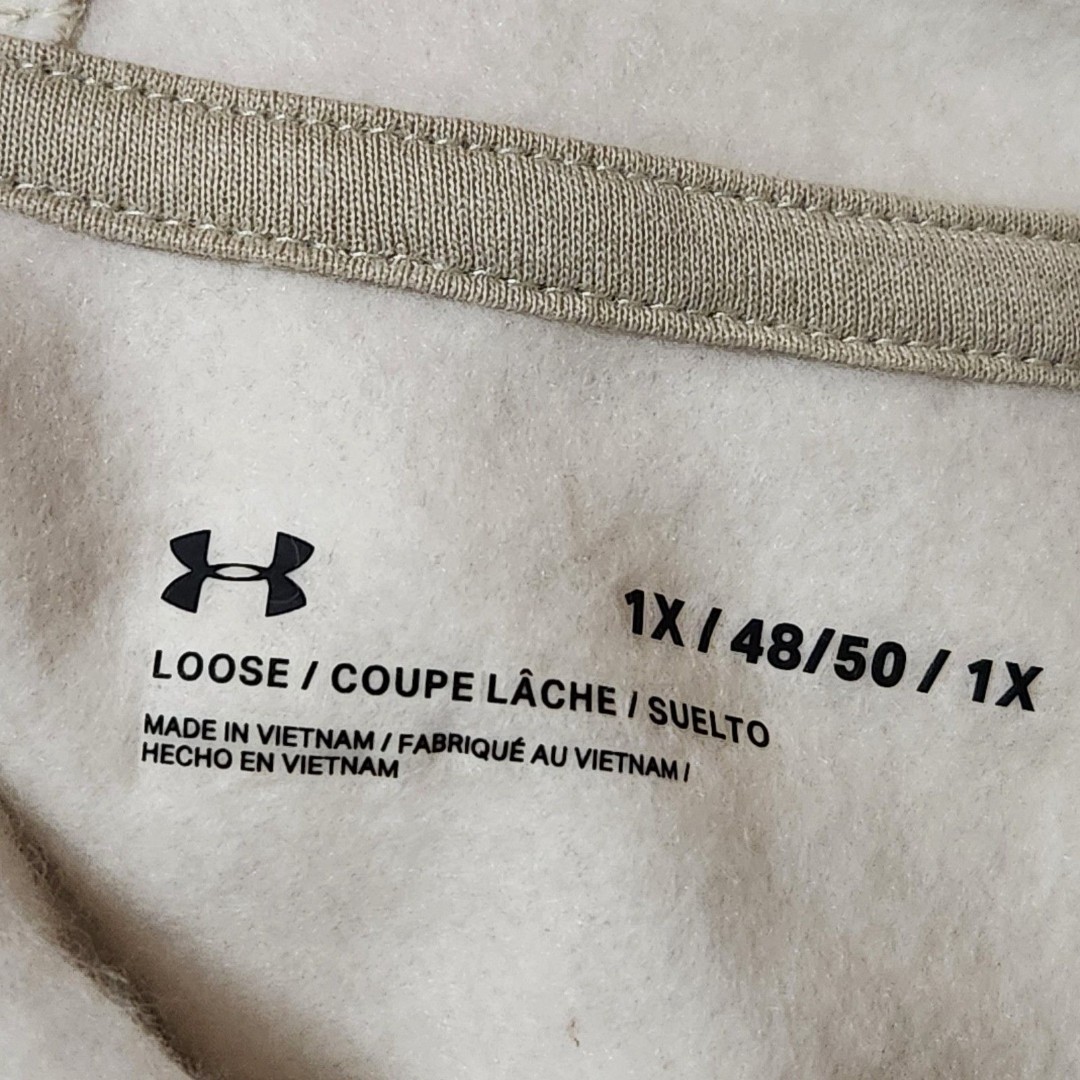 1X / 48/50 / 1X
LOOSE / COUPE LÂCHE / SUELTO
MADE IN VIETNAM / FABRIQUÉ AU VIETNAM /
HECHO EN VIETNAM